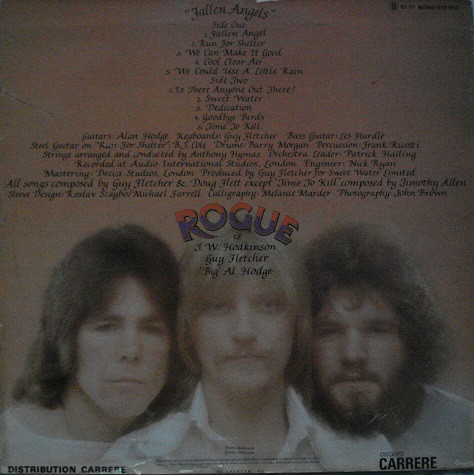 "Fallen Angels"
Side One
1. Fallen Angel
2. Run For Shelter
3. We Can Make It Good
4. Cool Clear Air
5. We Could Use A Little Rain
Side Two
1. Is There Anyone Out There?
2. Sweet Water
3. Dedication
4. Goodbye Birds
5. Time To Kill
Guitars: Alan Hodge Keyboards: Guy Fletcher Bass Guitar: Les Hurdle
Steel Guitar on "Run For Shelter": B.J. Cole Drums: Barry Morgan Percussion: Frank Ricotti
Strings arranged and conducted by Anthony Hymas Orchestra Leader: Patrick Halling
Recorded at Audio International Studios, London Engineer: Nick Ryan
Mastering: Decca Studios, London Produced by Guy Fletcher for Sweet Water Limited
All songs composed by Guy Fletcher & Doug Flett except Time To Kill composed by Timothy Allen
Sleeve Design: Roslav Szaybo/Michael Farrell Calligraphy: Melanie Marder Photography: John Brown
ROGUE
is
J.W. Hodkinson
Guy Fletcher
"Big" Al Hodge
DISTRIBUTION CARRERE
DISQUES
CARRERE